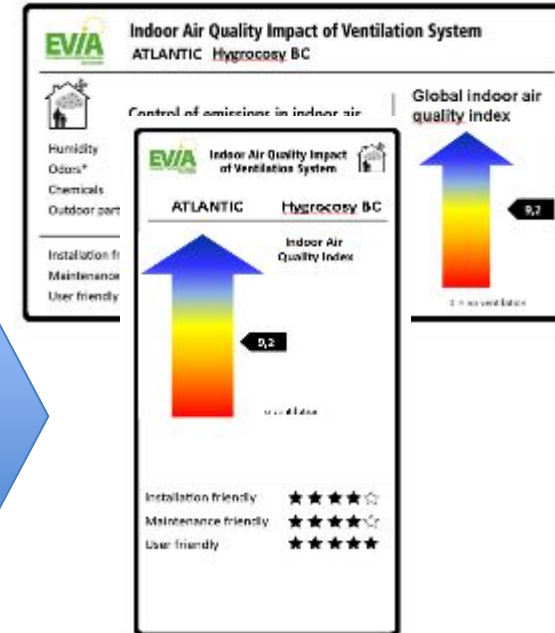 EVIA
Indoor Air Quality Impact of Ventilation System
ATLANTIC Hygrocosy BC
Control of emissions in indoor air
Humidity
Odors*
Chemicals
Outdoor part
Installation fr
Maintenance
User friendly
Global indoor air
quality index
9,2
= no ventilation
EVIA
Indoor Air Quality Impact
of Ventilation System
ATLANTIC Hygrocosy BC
Indoor Air
Quality Index
9,2
ventilation
Installation friendly ★★★★☆
Maintenance friendly ★★★★☆
User friendly ★★★★★